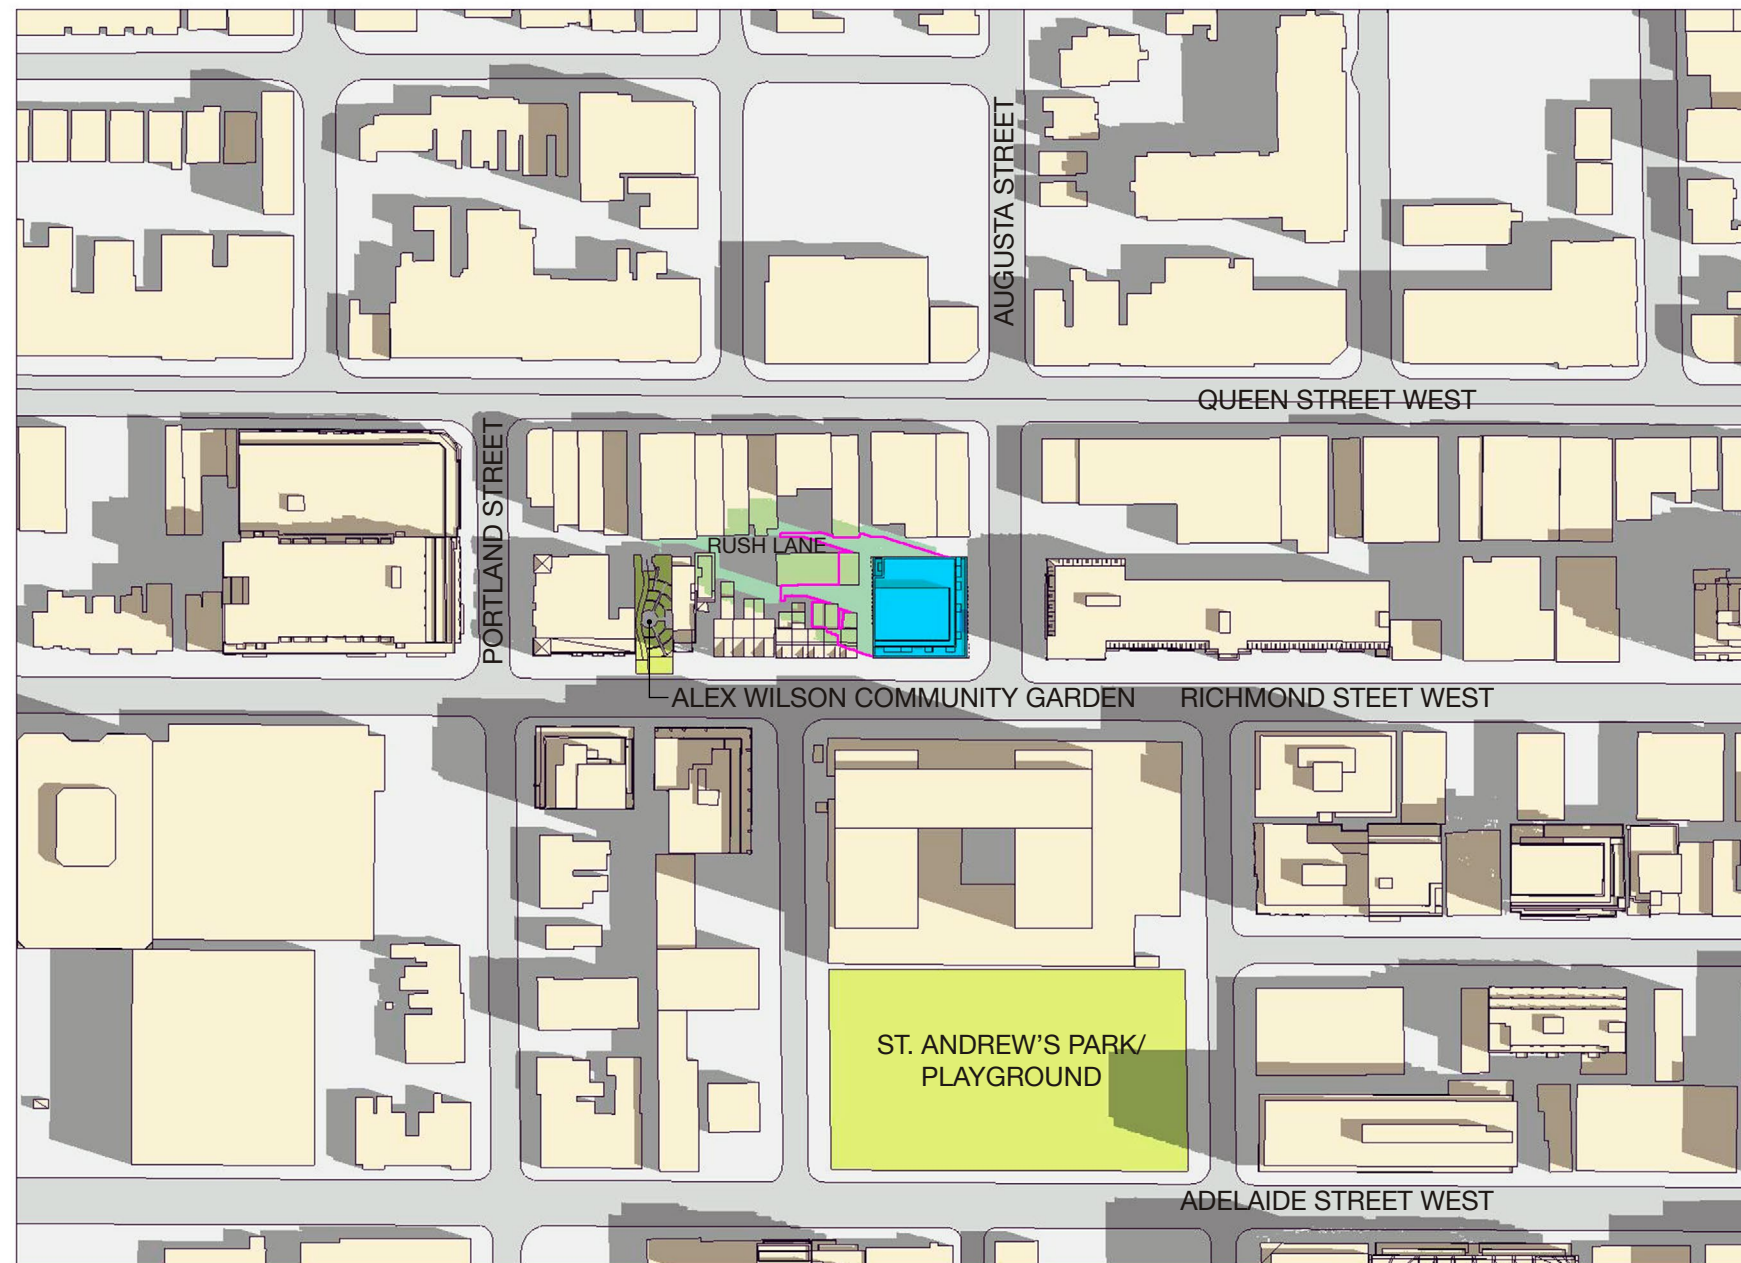 AUGUSTA STREET
QUEEN STREET WEST
PORTLAND STREET
RUSH LANE
ALEX WILSON COMMUNITY GARDEN
RICHMOND STEET WEST
ST. ANDREW'S PARK/
PLAYGROUND
ADELAIDE STREET WEST